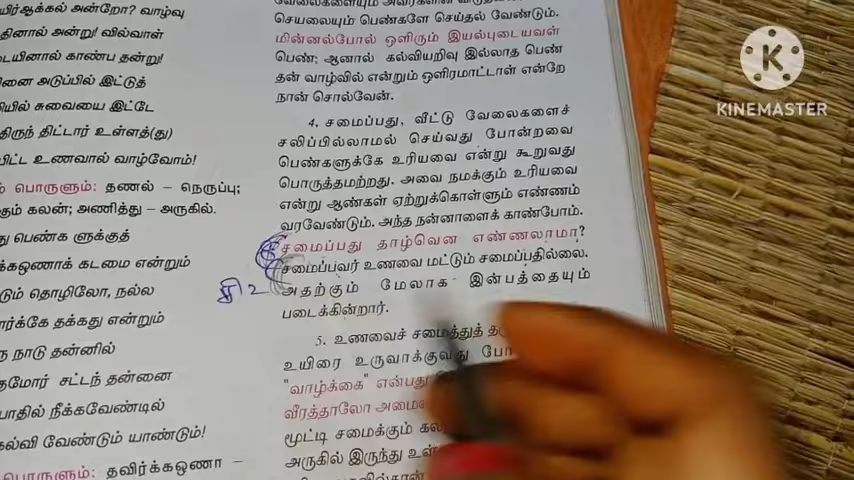 யிர்ஆக்கல் அன்றோ? வாழ்வு
தினால் அன்று! வில்வாள்
டையினால் காண்ப தன்று!
னை அடுப்பில் இட்டுத்
யில் சுவையை இட்டே
திருந் திட்டார் உள்ளத்(து)
பிட்ட உணவால் வாழ்வோம்!
ம் பொருளும்: தணல் – நெருப்பு;
கும் கலன்; அணித்து – அருகில்.
து பெண்க ளுக்குத்
க்கஒணாக் கடமை என்றும்
டும் தொழிலோ, நல்ல
ார்க்கே தக்கது என்றும்
ரு நாடு தன்னில்
தமோர் சட்டந் தன்னை
பாதில் நீக்கவேண்டில்
கல்வி வேண்டும் யாண்டும்!
பொருளும்: தவிர்க்கஒணா –
செயலையும் பெண்களே செய்தல் வேண்டும்.
மின்னல்போல் ஒளிரும் இயல்புடையவள்
பெண்; ஆனால் கல்வியறிவு இல்லாத பெண்
தன் வாழ்வில் என்றும் ஒளிரமாட்டாள் என்றே
நான் சொல்வேன்.
4. சமைப்பது, வீட்டு வேலைகளைச்
சலிப்பில்லாமல் செய்வது போன்றவை
பெண்களுக்கே உரியவை என்று கூறுவது
பொருத்தமற்றது. அவை நமக்கும் உரியவை
என்று ஆண்கள் ஏற்றுக்கொள்ளும் எண்ணம்
வரவேண்டும். அந்த நன்னாளைக் காண்போம்.
சமைப்பது தாழ்வென எண்ணலாமா?
சமைப்பவர் உணவை மட்டும் சமைப்பதில்லை.
அதற்கும் மேலாக இன்பத்தையும்
படைக்கின்றார்.
5. உணவைச் சமைத்துத்
உயிரை உருவாக்குவது
"வாழ்க்கை" என்பது
வீரத்தாலோ
மூட்டி சமைக்கும்
அருகில் இருந்து
KINEMASTER